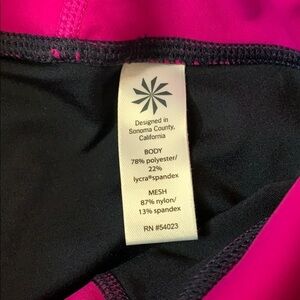 Designed in
Sonoma County,
California
BODY
78% polyester/
22%
lycra®spandex
MESH
87% nylon/
13% spandex
RN #54023